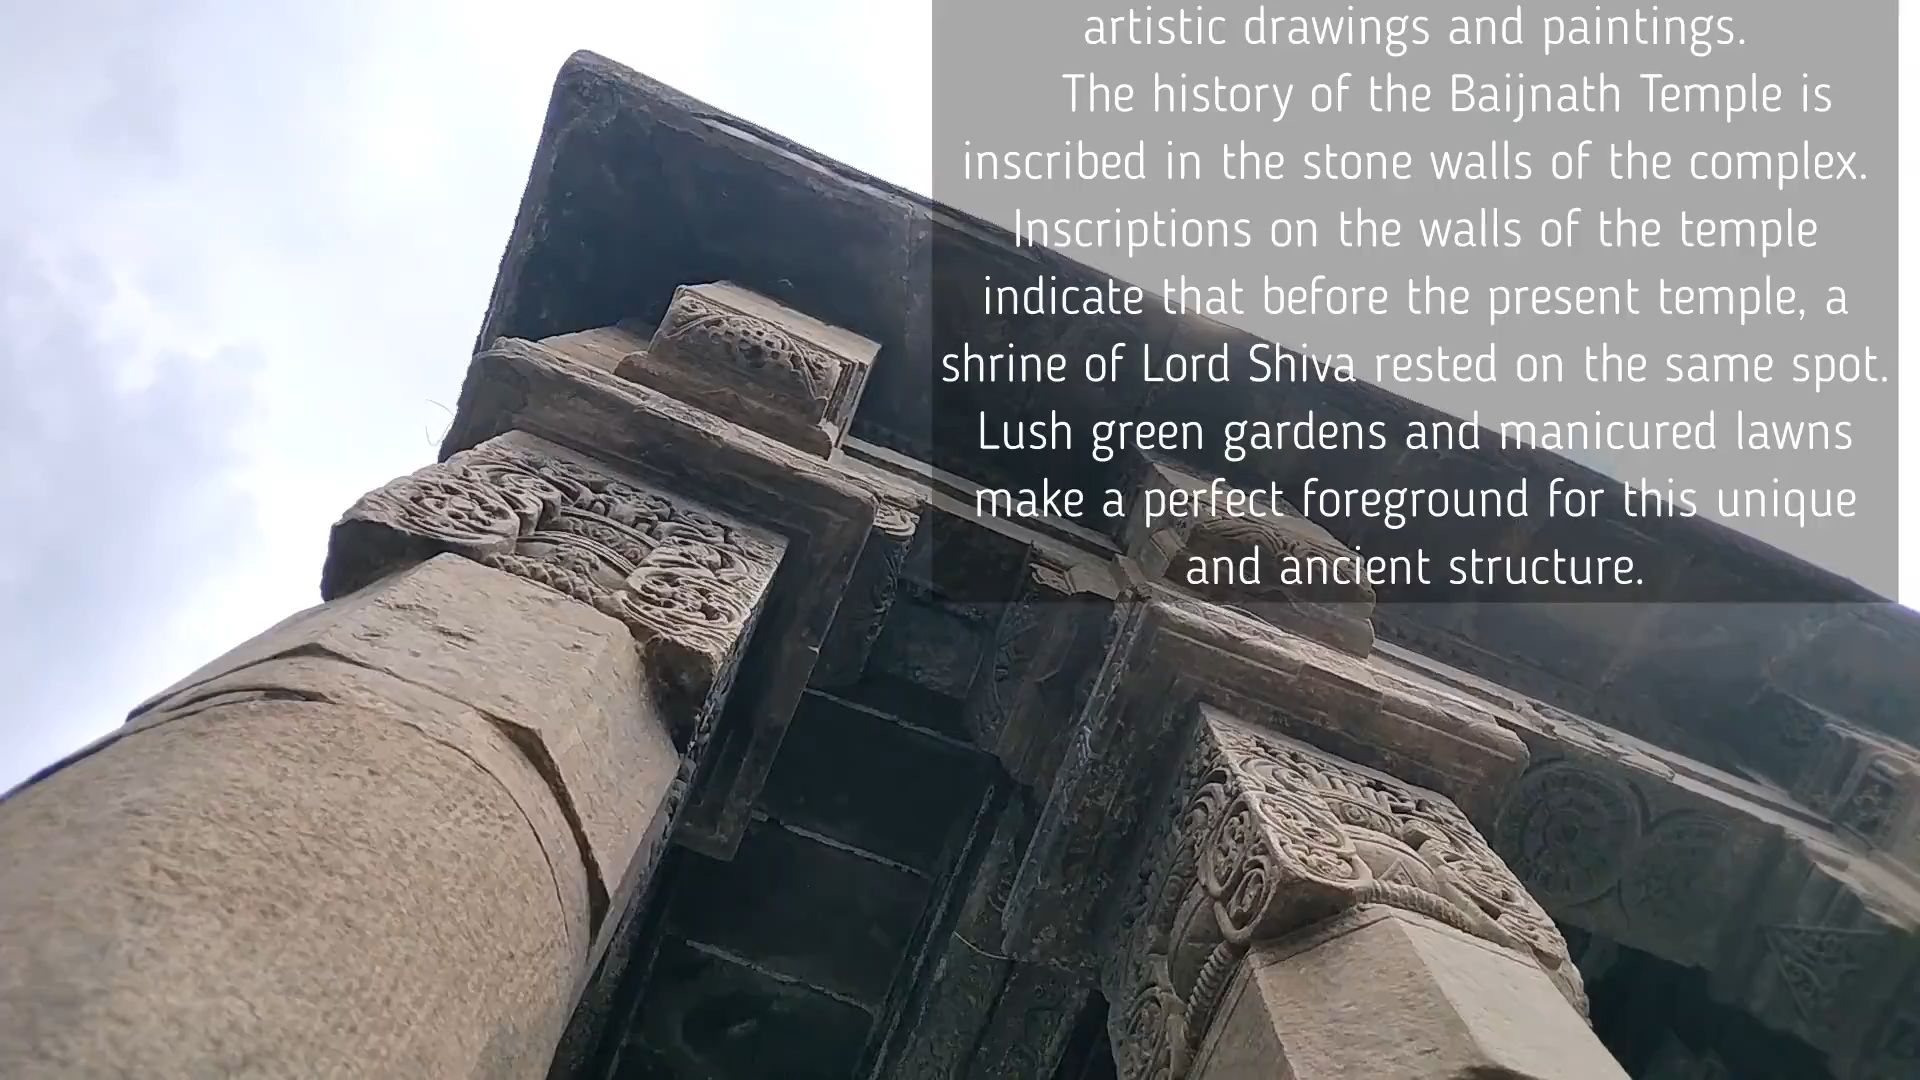 artistic drawings and paintings.
The history of the Baijnath Temple is
inscribed in the stone walls of the complex.
Inscriptions on the walls of the temple
indicate that before the present temple, a
shrine of Lord Shiva rested on the same spot.
Lush green gardens and manicured lawns
make a perfect foreground for this unique
and ancient structure.